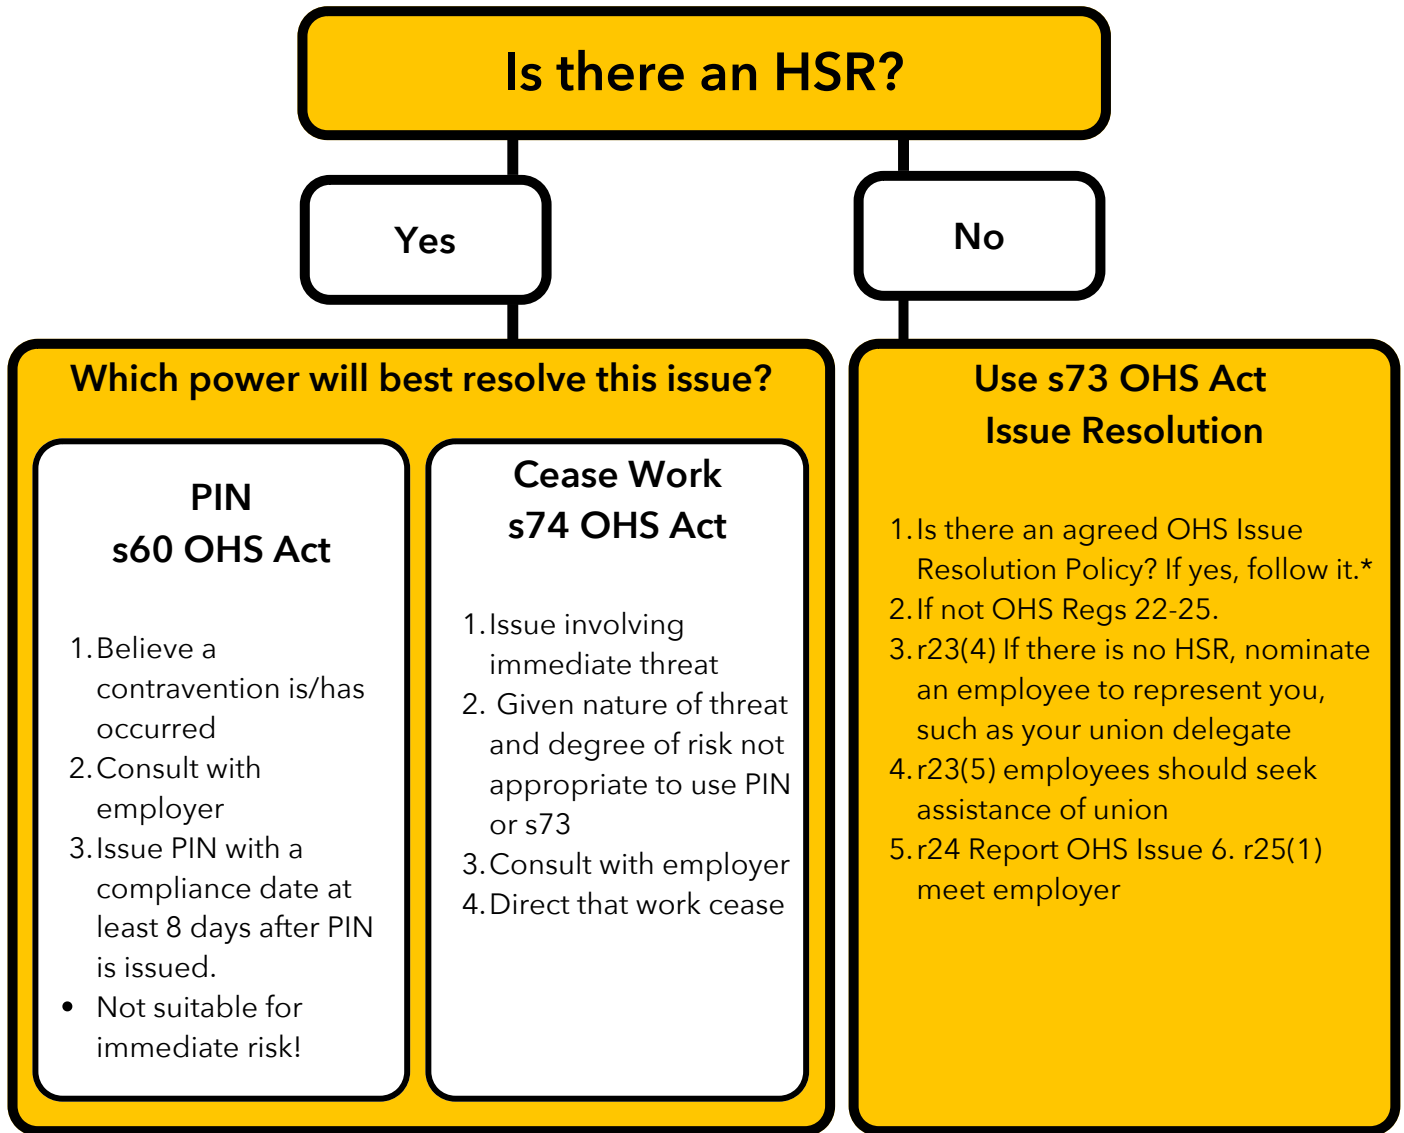 Is there an HSR?
Yes
No
Which power will best resolve this issue?
PIN
s60 OHS Act
1. Believe a
contravention is/has
occurred
2. Consult with
employer
3. Issue PIN with a
compliance date at
least 8 days after PIN
is issued.
• Not suitable for
immediate risk!
Cease Work
s74 OHS Act
1. Issue involving
immediate threat
2. Given nature of threat
and degree of risk not
appropriate to use PIN
or s73
3. Consult with employer
4. Direct that work cease
Use s73 OHS Act
Issue Resolution
1. Is there an agreed OHS Issue
Resolution Policy? If yes, follow it.*
2. If not OHS Regs 22-25.
3. r23(4) If there is no HSR, nominate
an employee to represent you,
such as your union delegate
4. r23(5) employees should seek
assistance of union
5. r24 Report OHS Issue 6. r25(1)
meet employer